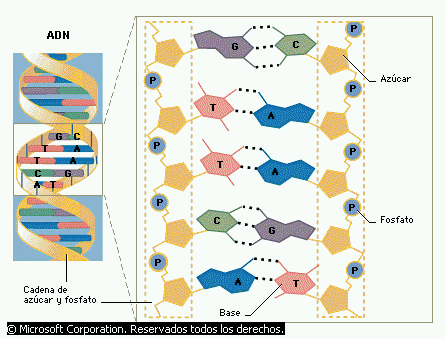 ADN
G C
T A
T A
C G
A T
Cadena de
azúcar y fosfato
P
P
P
P
G C
T A
T A
C G
A T
P
P
P
P
P
P
P
P
Azúcar
Fosfato
Base
© Microsoft Corporation. Reservados todos los derechos.